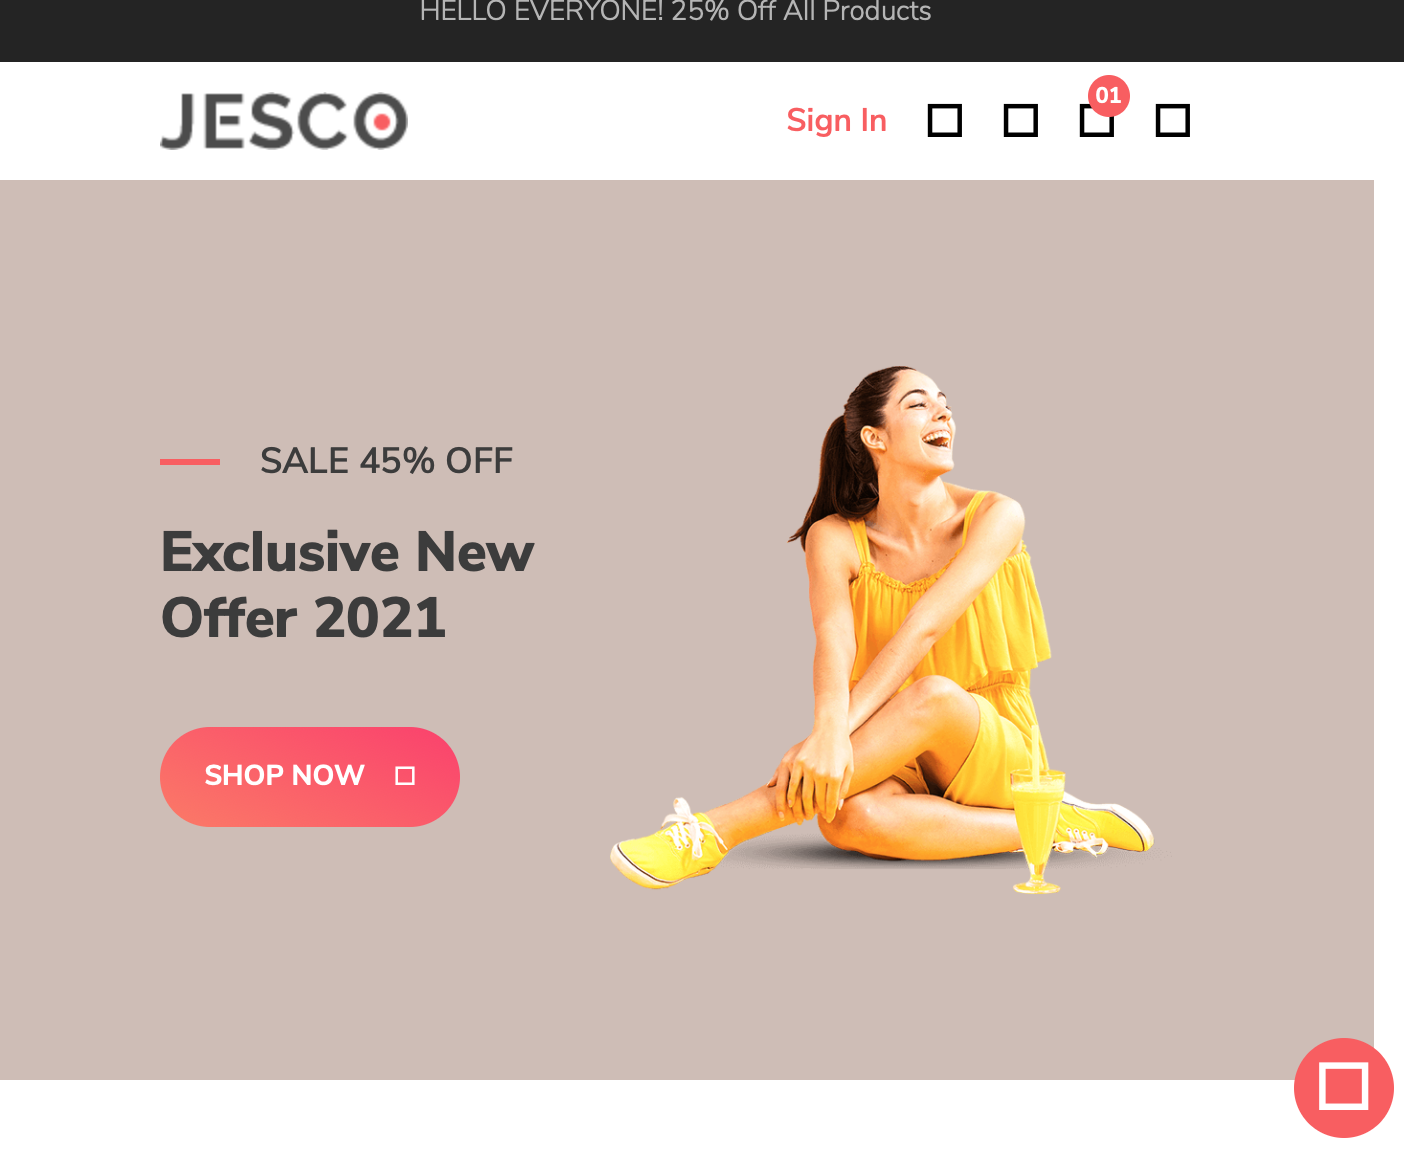 HELLO EVERYONE! 25% Off All Products
JESCO
Sign In
01
SALE 45% OFF
Exclusive New
Offer 2021
SHOP NOW